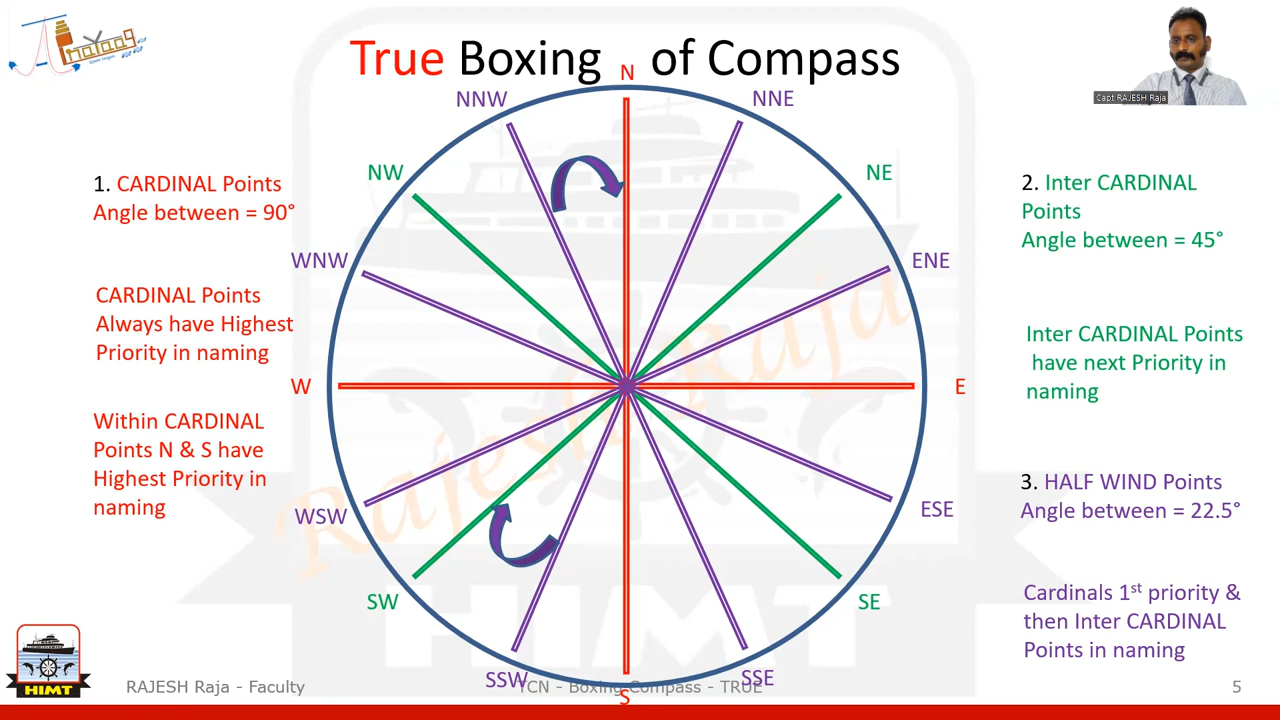 True Boxing of Compass
Capt RAJESH Raja
N
NNW
NNE
NW
NE
WNW
ENE
W
E
WSW
ESE
SW
SE
SSW
SSE
S
1. CARDINAL Points
Angle between = 90°
CARDINAL Points
Always have Highest
Priority in naming
Within CARDINAL
Points N & S have
Highest Priority in
naming
2. Inter CARDINAL
Points
Angle between = 45°
Inter CARDINAL Points
have next Priority in
naming
3. HALF WIND Points
Angle between = 22.5°
Cardinals 1st priority &
then Inter CARDINAL
Points in naming
Rajesh Raja
HIMT
HIMT
RAJESH Raja - Faculty
YCN - Boxing Compass - TRUE
5